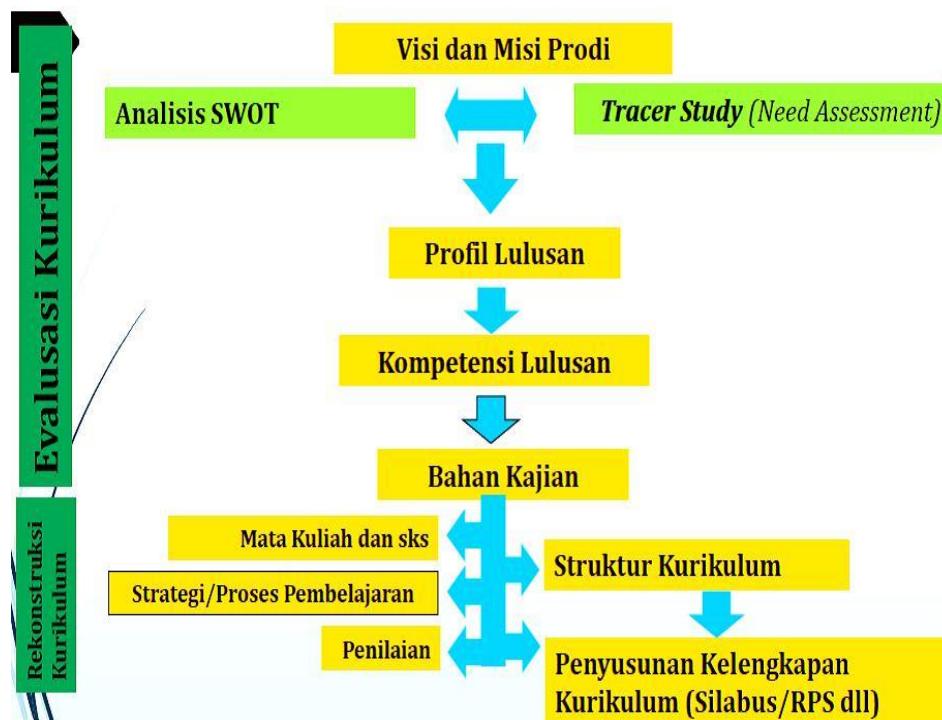 Evalusasi Kurikulum
Visi dan Misi Prodi
Analisis SWOT
Tracer Study (Need Assessment)
Profil Lulusan
Kompetensi Lulusan
Bahan Kajian
Rekonstruksi
Kurikulum
Mata Kuliah dan sks
Struktur Kurikulum
Strategi/Proses Pembelajaran
Penilaian
Penyusunan Kelengkapan
Kurikulum (Silabus/RPS dll)